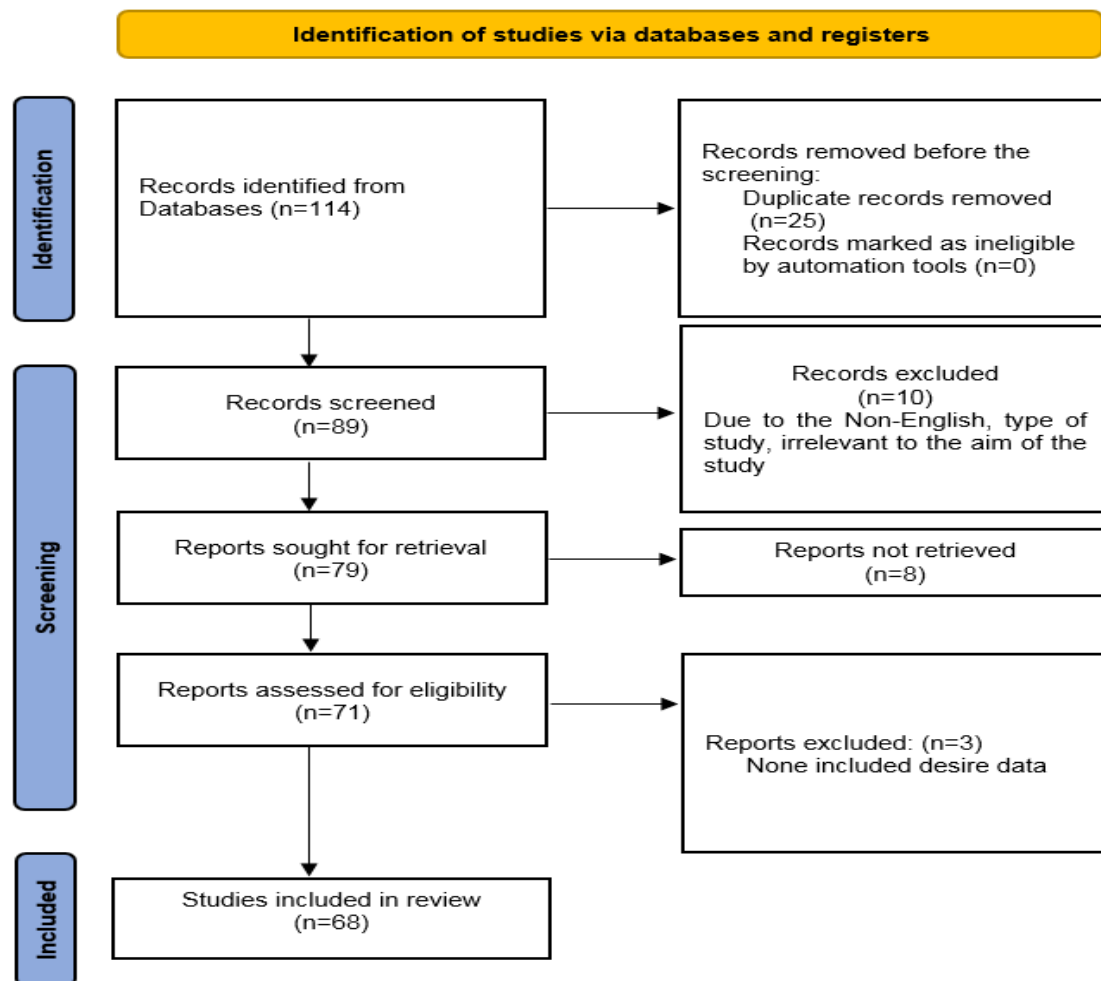 Identification of studies via databases and registers
Identification
Records identified from
Databases (n=114)
Records removed before the
screening:
Duplicate records removed
(n=25)
Records marked as ineligible
by automation tools (n=0)
Screening
Records screened
(n=89)
Records excluded
(n=10)
Due to the Non-English, type of
study, irrelevant to the aim of the
study
Reports sought for retrieval
(n=79)
Reports not retrieved
(n=8)
Reports assessed for eligibility
(n=71)
Reports excluded: (n=3)
None included desire data
Included
Studies included in review
(n=68)